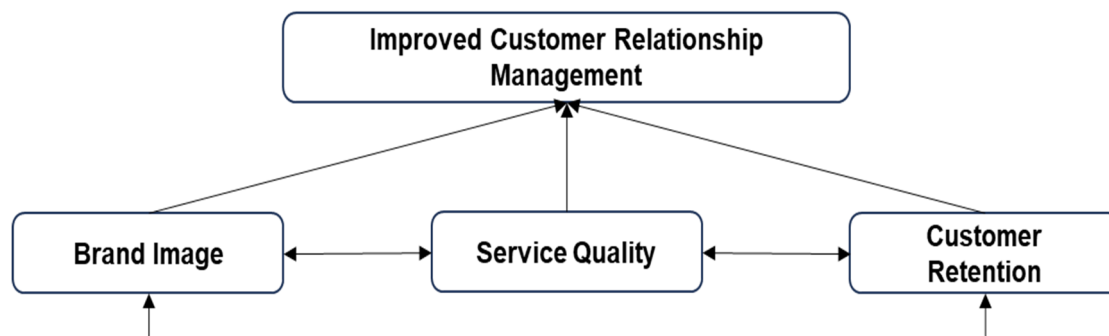 Improved Customer Relationship
Management
Brand Image
Service Quality
Customer
Retention